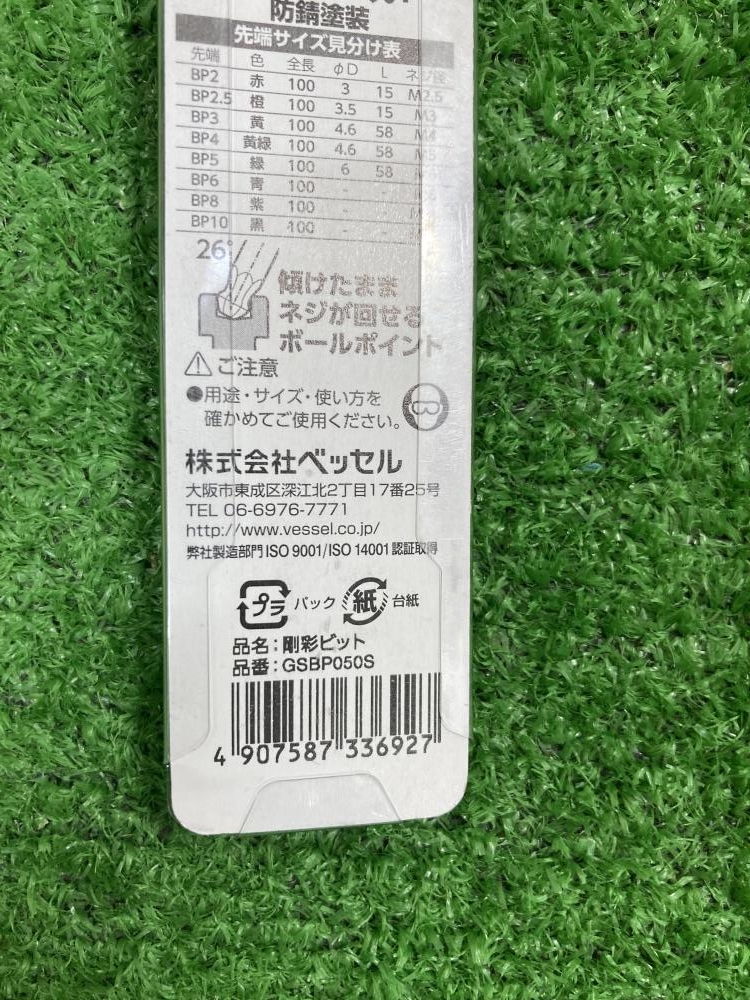 防錆塗装
先端サイズ見分け表
先端 色 全長 φD L ネジ径
BP2 赤 100 3 15 M2.5
BP2.5 橙 100 3.5 15 M3
BP3 黄 100 4.6 58 M4
BP4 黄緑 100 4.6 58 M5
BP5 緑 100 6 58
BP6 青 100 - -
BP8 紫 100 - -
BP10 黒 100 - -
26°
傾けたまま
ネジが回せる
ボールポイント
ご注意
●用途・サイズ・使い方を
確かめてご使用ください。
株式会社ベッセル
大阪市東成区深江北2丁目17番25号
TEL 06-6976-7771
http://www.vessel.co.jp/
弊社製造部門 ISO 9001/ISO 14001 認証取得
プラ パック 紙 台紙
品名：剛彩ビット
品番：GSBP050S
4 907587 336927